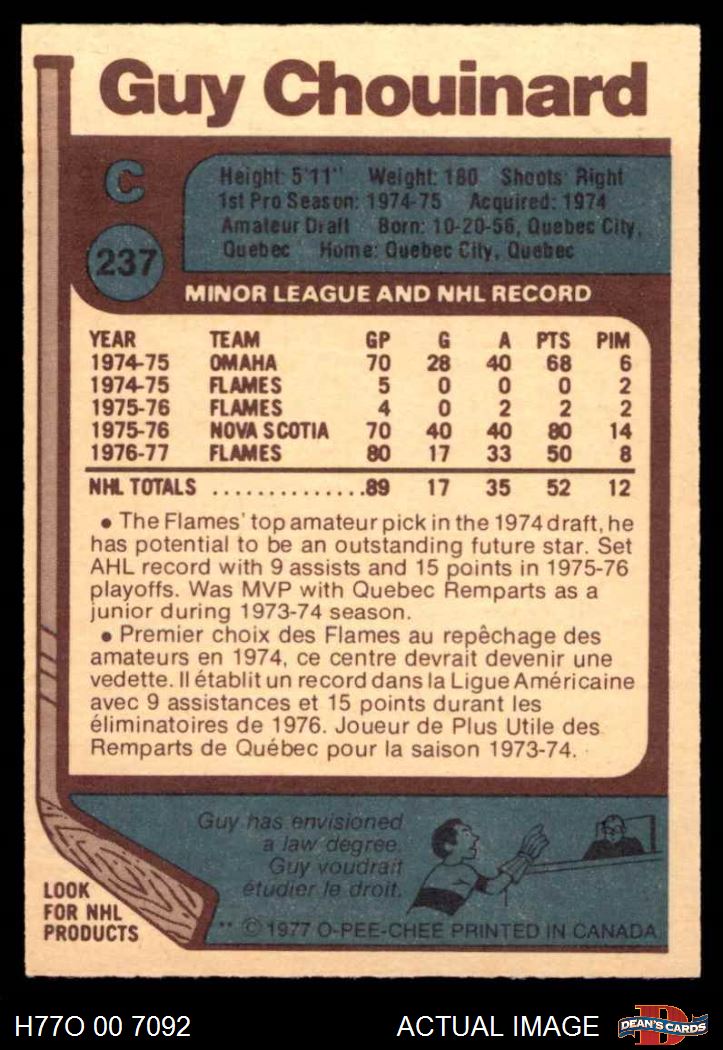 Guy Chouinard
C
Height: 5'11" Weight: 180 Shoots: Right
1st Pro Season: 1974-75 Acquired: 1974
Amateur Draft Born: 10-20-56, Quebec City,
Quebec Home: Quebec City, Quebec
237
MINOR LEAGUE AND NHL RECORD
YEAR TEAM GP G A PTS PIM
1974-75 OMAHA 70 28 40 68 6
1974-75 FLAMES 5 0 0 0 2
1975-76 FLAMES 4 0 2 2 2
1975-76 NOVA SCOTIA 70 40 40 80 14
1976-77 FLAMES 80 17 33 50 8
NHL TOTALS ..............89 17 35 52 12
• The Flames' top amateur pick in the 1974 draft, he
has potential to be an outstanding future star. Set
AHL record with 9 assists and 15 points in 1975-76
playoffs. Was MVP with Quebec Remparts as a
junior during 1973-74 season.
• Premier choix des Flames au repêchage des
amateurs en 1974, ce centre devrait devenir une
vedette. Il établit un record dans la Ligue Américaine
avec 9 assistances et 15 points durant les
éliminatoires de 1976. Joueur de Plus Utile des
Remparts de Québec pour la saison 1973-74.
Guy has envisioned
a law degree.
Guy voudrait
étudier le droit.
LOOK
FOR NHL
PRODUCTS
** © 1977 O-PEE-CHEE PRINTED IN CANADA
H77O 00 7092 ACTUAL IMAGE D DEAN'S CARDS